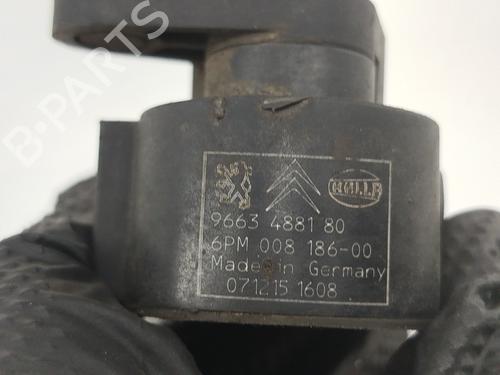 B-PARTS
HELLA
9663 4881 80
6PM 008 186-00
Made in Germany
071215 1608